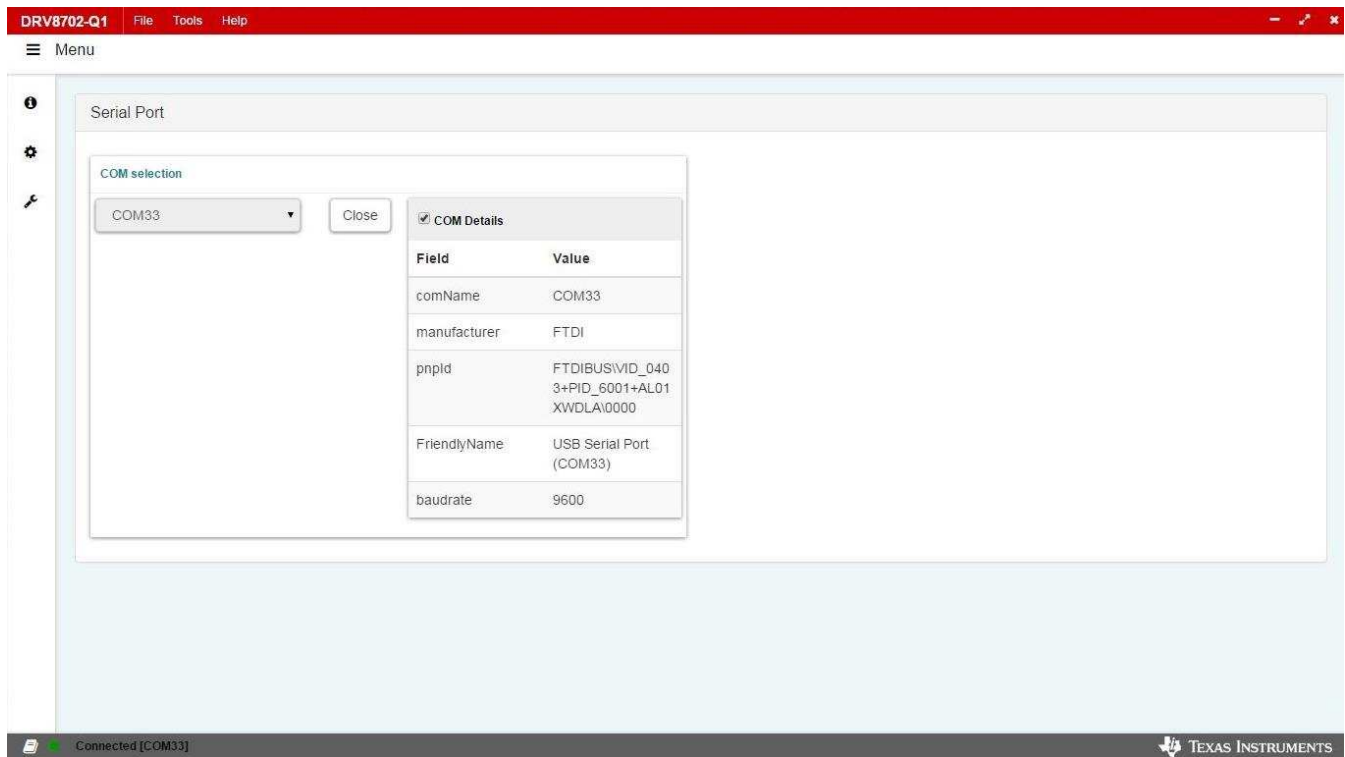 DRV8702-Q1 File Tools Help
Menu
Serial Port
COM selection
COM33 Close
COM Details
Field Value
comName COM33
manufacturer FTDI
pnpId FTDIBUS\VID_040
3+PID_6001+AL01
XWDLA\0000
FriendlyName USB Serial Port
(COM33)
baudrate 9600
Connected [COM33]
TEXAS INSTRUMENTS